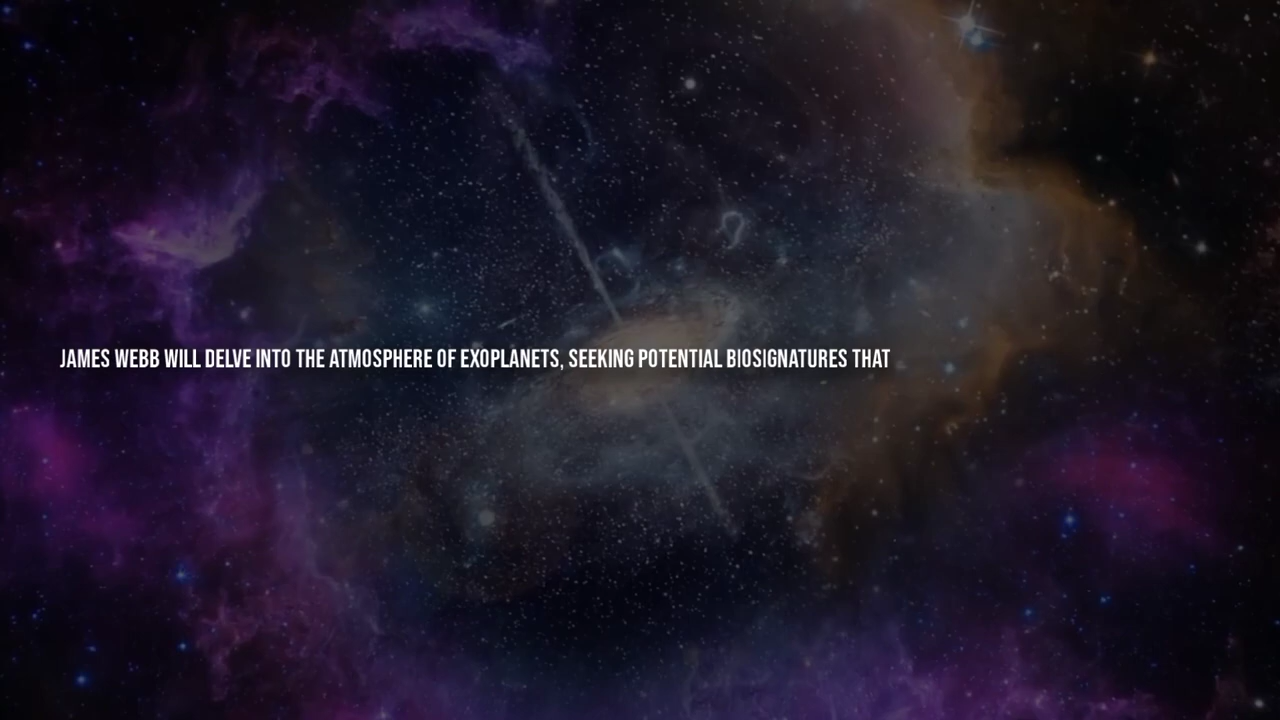 JAMES WEBB WILL DELVE INTO THE ATMOSPHERE OF EXOPLANETS, SEEKING POTENTIAL BIOSIGNATURES THAT